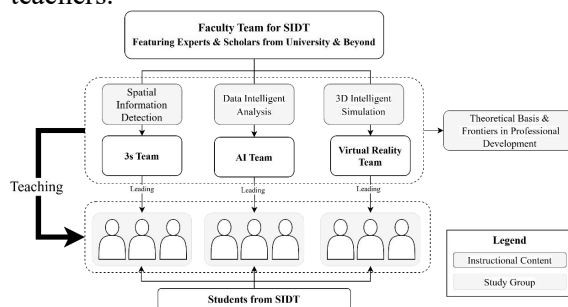 teachers.
Faculty Team for SIDT
Featuring Experts & Scholars from University & Beyond
Spatial
Information
Detection
Data Intelligent
Analysis
3D Intelligent
Simulation
Theoretical Basis &
Frontiers in Professional
Development
3s Team
AI Team
Virtual Reality
Team
Teaching
Leading
Leading
Leading
Legend
Instructional Content
Study Group
Students from SIDT